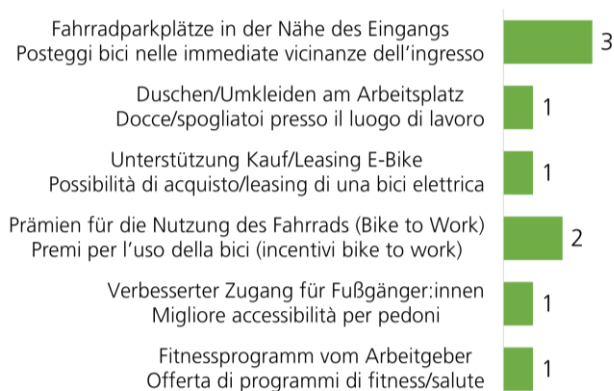 Fahrradparkplätze in der Nähe des Eingangs
Posteggi bici nelle immediate vicinanze dell'ingresso
3
Duschen/Umkleiden am Arbeitsplatz
Docce/spogliatoi presso il luogo di lavoro
1
Unterstützung Kauf/Leasing E-Bike
Possibilità di acquisto/leasing di una bici elettrica
1
Prämien für die Nutzung des Fahrrads (Bike to Work)
Premi per l'uso della bici (incentivi bike to work)
2
Verbesserter Zugang für Fußgänger:innen
Migliore accessibilità per pedoni
1
Fitnessprogramm vom Arbeitgeber
Offerta di programmi di fitness/salute
1